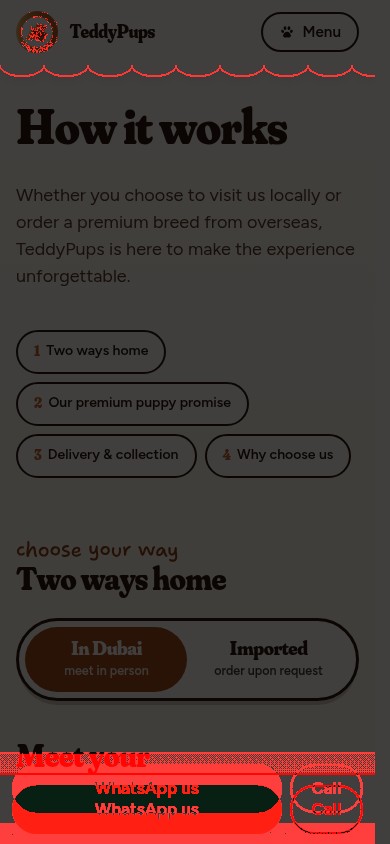 TeddyPups
Menu
How it works
Whether you choose to visit us locally or
order a premium breed from overseas,
TeddyPups is here to make the experience
unforgettable.
1 Two ways home
2 Our premium puppy promise
3 Delivery & collection
4 Why choose us
choose your way
Two ways home
In Dubai
meet in person
Imported
order upon request
Meet your
WhatsApp us
Call
WhatsApp us
Call